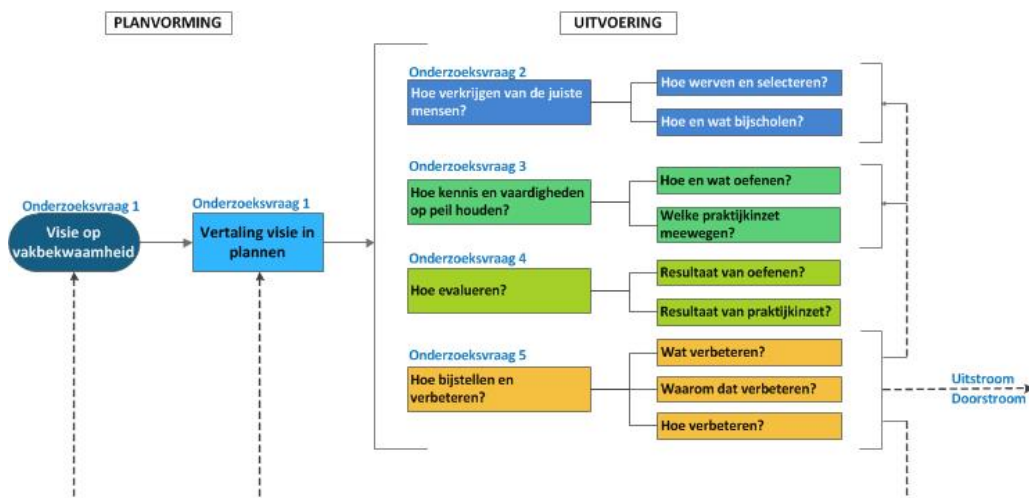 PLANVORMING
UITVOERING
Onderzoeksvraag 1
Visie op
vakbekwaamheid
Onderzoeksvraag 1
Vertaling visie in
plannen
Onderzoeksvraag 2
Hoe verkrijgen van de juiste
mensen?
Hoe werven en selecteren?
Hoe en wat bijscholen?
Onderzoeksvraag 3
Hoe kennis en vaardigheden
op peil houden?
Hoe en wat oefenen?
Welke praktijkinzet
meewegen?
Onderzoeksvraag 4
Hoe evalueren?
Resultaat van oefenen?
Resultaat van praktijkinzet?
Onderzoeksvraag 5
Hoe bijstellen en
verbeteren?
Wat verbeteren?
Waarom dat verbeteren?
Hoe verbeteren?
Uitstroom
Doorstroom